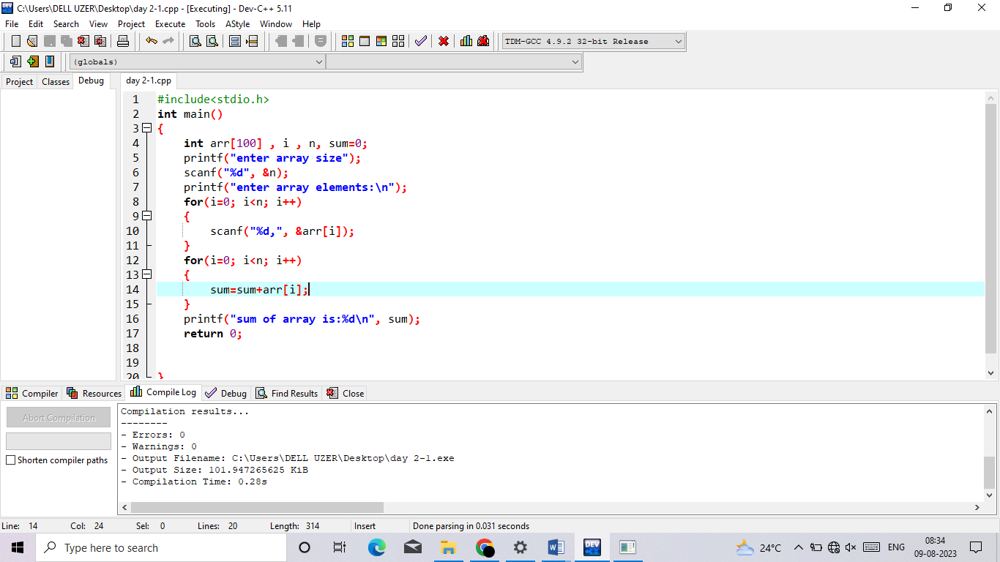 C:\Users\DELL UZER\Desktop\day 2-1.cpp - [Executing] - Dev-C++ 5.11
File Edit Search View Project Execute Tools AStyle Window Help
TDM-GCC 4.9.2 32-bit Release
(globals)
Project Classes Debug
day 2-1.cpp
1 #include<stdio.h>
2 int main()
3 {
4 int arr[100] , i , n, sum=0;
5 printf("enter array size");
6 scanf("%d", &n);
7 printf("enter array elements:\n");
8 for(i=0; i<n; i++)
9 {
10 scanf("%d,", &arr[i]);
11 }
12 for(i=0; i<n; i++)
13 {
14 sum=sum+arr[i];
15 }
16 printf("sum of array is:%d\n", sum);
17 return 0;
18
19
20 }
Compiler Resources Compile Log Debug Find Results Close
Abort Compilation
Shorten compiler paths
Compilation results...
--------
- Errors: 0
- Warnings: 0
- Output Filename: C:\Users\DELL UZER\Desktop\day 2-1.exe
- Output Size: 101.947265625 KiB
- Compilation Time: 0.28s
Line: 14 Col: 24 Sel: 0 Lines: 20 Length: 314 Insert Done parsing in 0.031 seconds
Type here to search
DEV
24°C
ENG
08:34
09-08-2023